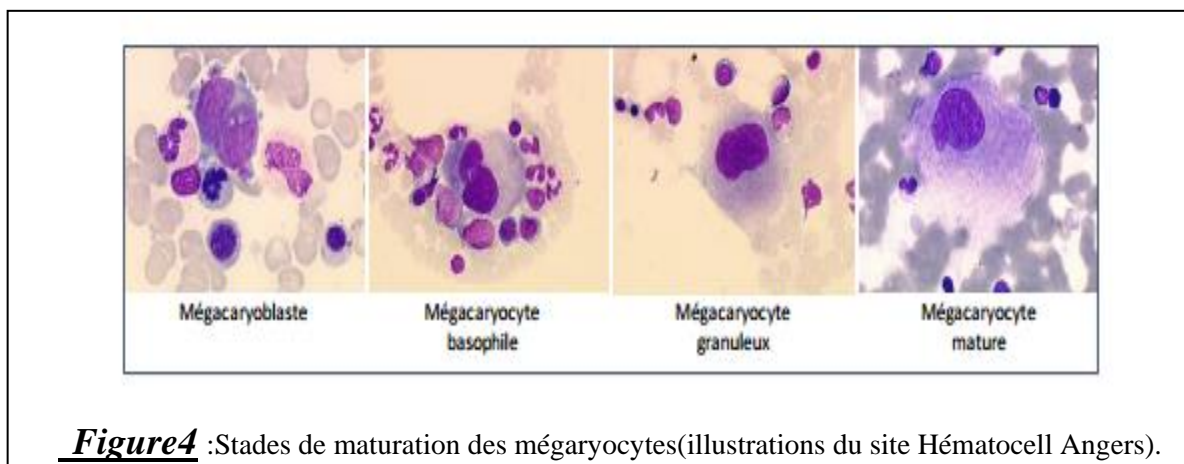 Mégacaryoblaste
Mégacaryocyte
basophile
Mégacaryocyte
granuleux
Mégacaryocyte
mature
Figure4 :Stades de maturation des mégaryocytes(illustrations du site Hématocell Angers).